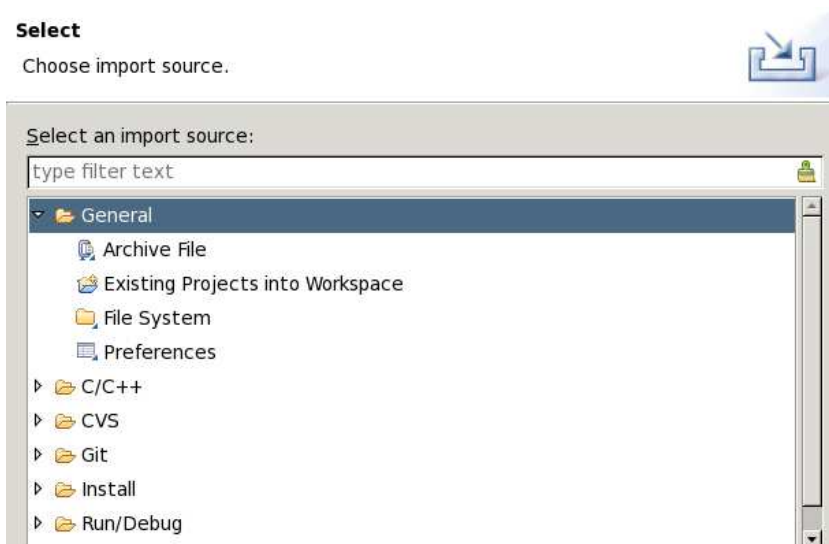 Select
Choose import source.
Select an import source:
type filter text
General
Archive File
Existing Projects into Workspace
File System
Preferences
C/C++
CVS
Git
Install
Run/Debug